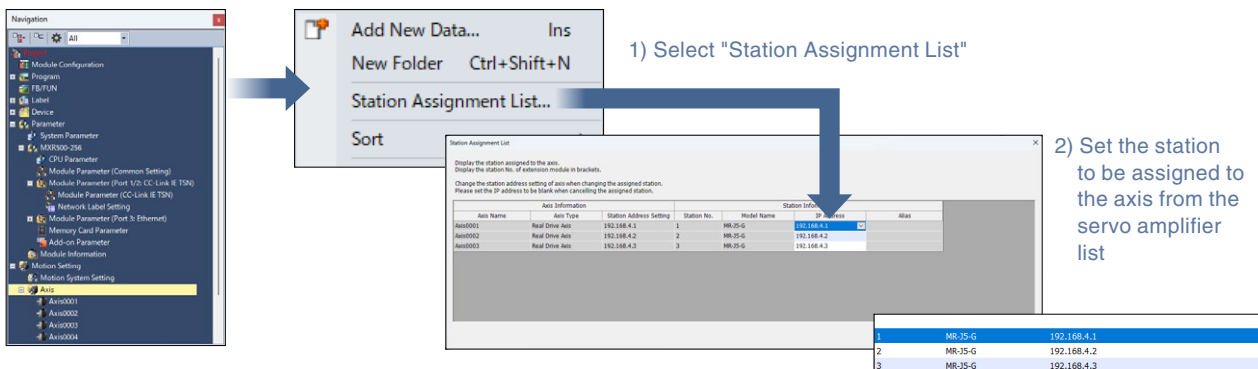 Navigation
All
Project
Module Configuration
Program
FB/FUN
Label
Device
Parameter
System Parameter
MXR500-256
CPU Parameter
Module Parameter (Common Setting)
Module Parameter (Port 1/2: CC-Link IE TSN)
Module Parameter (CC-Link IE TSN)
Network Label Setting
Module Parameter (Port 3: Ethernet)
Memory Card Parameter
Add-on Parameter
Module Information
Motion Setting
Motion System Setting
Axis
Axis0001
Axis0002
Axis0003
Axis0004
Add New Data... Ins
New Folder Ctrl+Shift+N
Station Assignment List...
Sort
1) Select "Station Assignment List"
Station Assignment List
Display the station assigned to the axis.
Display the station No. of extension module in brackets.
Change the station address setting of axis when changing the assigned station.
Please set the IP address to be blank when cancelling the assigned station.
Axis Information Station
Axis Name Axis Type Station Address Setting Station No. Model Name Alias
Axis0001 Real Drive Axis 192.168.4.1 1 MR-J5-G 192.168.4.1
Axis0002 Real Drive Axis 192.168.4.2 2 MR-J5-G 192.168.4.2
Axis0003 Real Drive Axis 192.168.4.3 3 MR-J5-G 192.168.4.3
2) Set the station
to be assigned to
the axis from the
servo amplifier
list
1 MR-J5-G 192.168.4.1
2 MR-J5-G 192.168.4.2
3 MR-J5-G 192.168.4.3